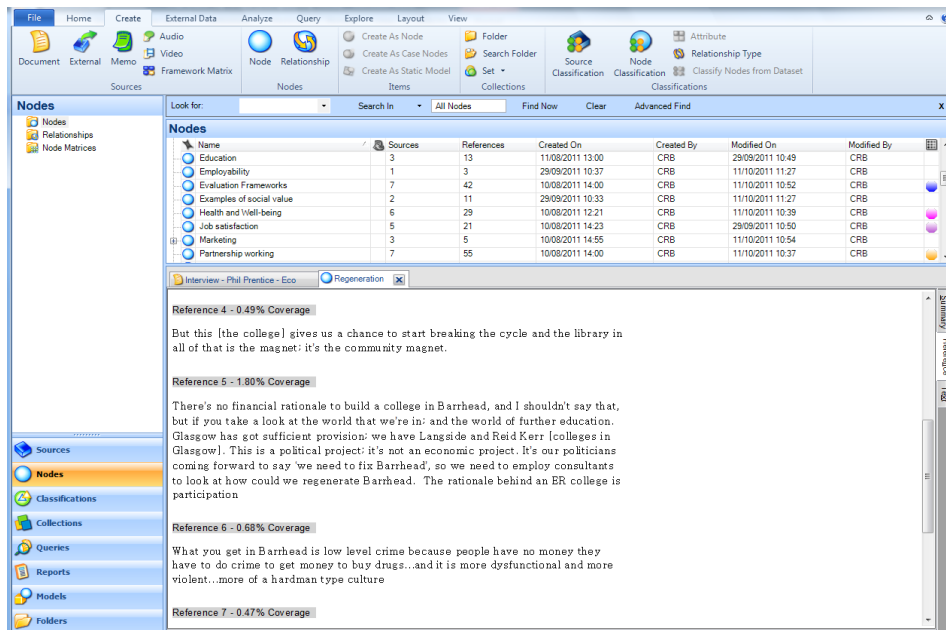 File Home Create External Data Analyze Query Explore Layout View
Document External Memo Audio Video Framework Matrix
Sources
Node Relationship
Nodes
Create As Node Create As Case Nodes Create As Static Model
Items
Folder Search Folder Set
Collections
Source Classification Node Classification Attribute Relationship Type Classify Nodes from Dataset
Classifications
Nodes
Nodes
Relationships
Node Matrices
Sources
Nodes
Classifications
Collections
Queries
Reports
Models
Folders
Look for: Search In All Nodes Find Now Clear Advanced Find x
Nodes
Name Sources References Created On Created By Modified On Modified By
Education 3 13 11/08/2011 13:00 CRB 29/09/2011 10:49 CRB
Employability 1 3 29/09/2011 10:37 CRB 11/10/2011 11:27 CRB
Evaluation Frameworks 7 42 10/08/2011 14:00 CRB 11/10/2011 10:52 CRB
Examples of social value 2 11 29/09/2011 10:33 CRB 11/10/2011 11:27 CRB
Health and Well-being 6 29 10/08/2011 12:21 CRB 11/10/2011 10:39 CRB
Job satisfaction 5 21 10/08/2011 14:23 CRB 29/09/2011 10:50 CRB
Marketing 3 5 10/08/2011 14:55 CRB 11/10/2011 10:54 CRB
Partnership working 7 55 10/08/2011 14:00 CRB 11/10/2011 10:37 CRB
Interview - Phil Prentice - Eco Regeneration
Reference 4 - 0.49% Coverage
But this [the college] gives us a chance to start breaking the cycle and the library in
all of that is the magnet; it's the community magnet.
Reference 5 - 1.80% Coverage
There's no financial rationale to build a college in Barrhead, and I shouldn't say that,
but if you take a look at the world that we're in; and the world of further education.
Glasgow has got sufficient provision; we have Langside and Reid Kerr [colleges in
Glasgow]. This is a political project; it's not an economic project. It's our politicians
coming forward to say 'we need to fix Barrhead', so we need to employ consultants
to look at how could we regenerate Barrhead.  The rationale behind an ER college is
participation
Reference 6 - 0.68% Coverage
What you get in Barrhead is low level crime because people have no money they
have to do crime to get money to buy drugs...and it is more dysfunctional and more
violent...more of a hardman type culture
Reference 7 - 0.47% Coverage
Summary